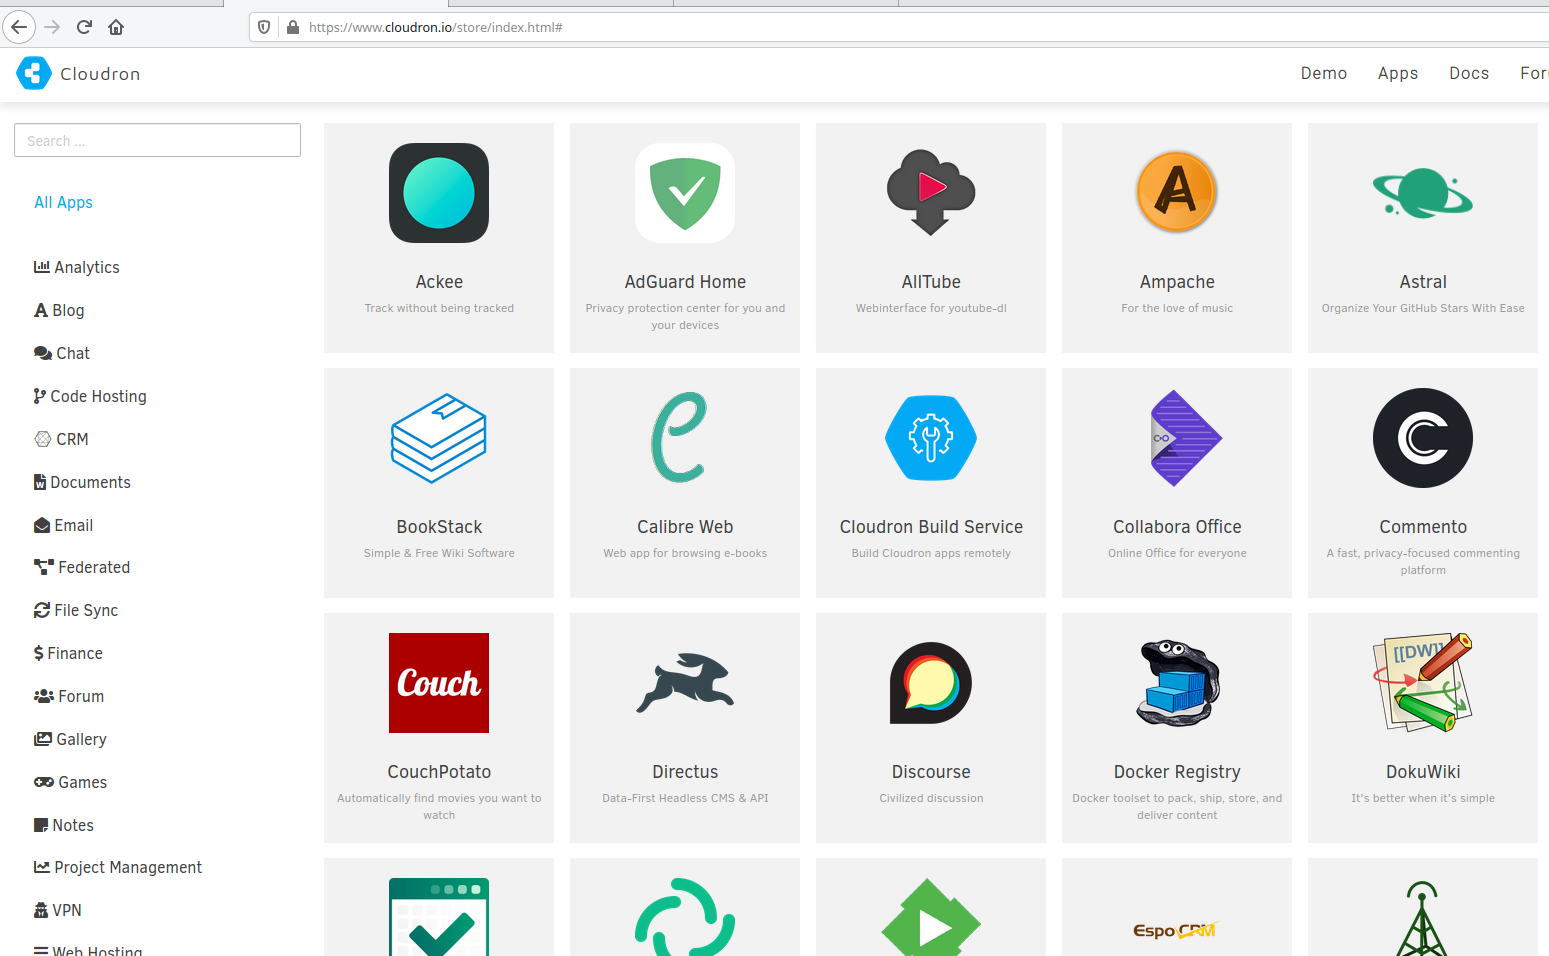 https://www.cloudron.io/store/index.html#
Cloudron
Demo Apps Docs
Search ...
All Apps
Analytics
Blog
Chat
Code Hosting
CRM
Documents
Email
Federated
File Sync
Finance
Forum
Gallery
Games
Notes
Project Management
VPN
Web Hosting
Ackee
Track without being tracked
AdGuard Home
Privacy protection center for you and
your devices
AllTube
Webinterface for youtube-dl
Ampache
For the love of music
Astral
Organize Your GitHub Stars With Ease
BookStack
Simple & Free Wiki Software
Calibre Web
Web app for browsing e-books
Cloudron Build Service
Build Cloudron apps remotely
Collabora Office
Online Office for everyone
Commento
A fast, privacy-focused commenting
platform
Couch
CouchPotato
Automatically find movies you want to
watch
Directus
Data-First Headless CMS & API
Discourse
Civilized discussion
Docker Registry
Docker toolset to pack, ship, store, and
deliver content
[[DW]]
DokuWiki
It's better when it's simple
EspoCRM